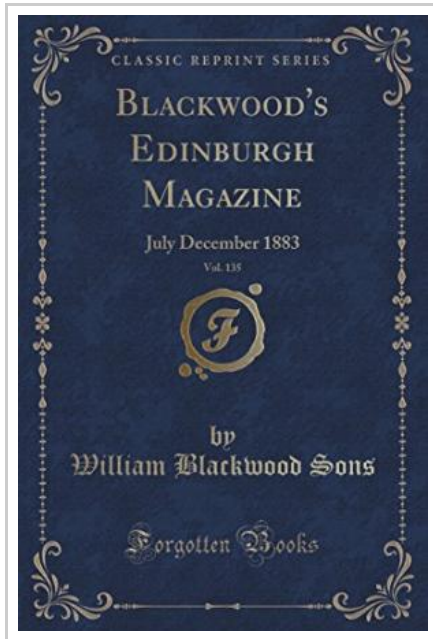 CLASSIC REPRINT SERIES
BLACKWOOD'S
EDINBURGH
MAGAZINE
July December 1883
Vol. 135
F
by
William Blackwood Sons
Forgotten Books